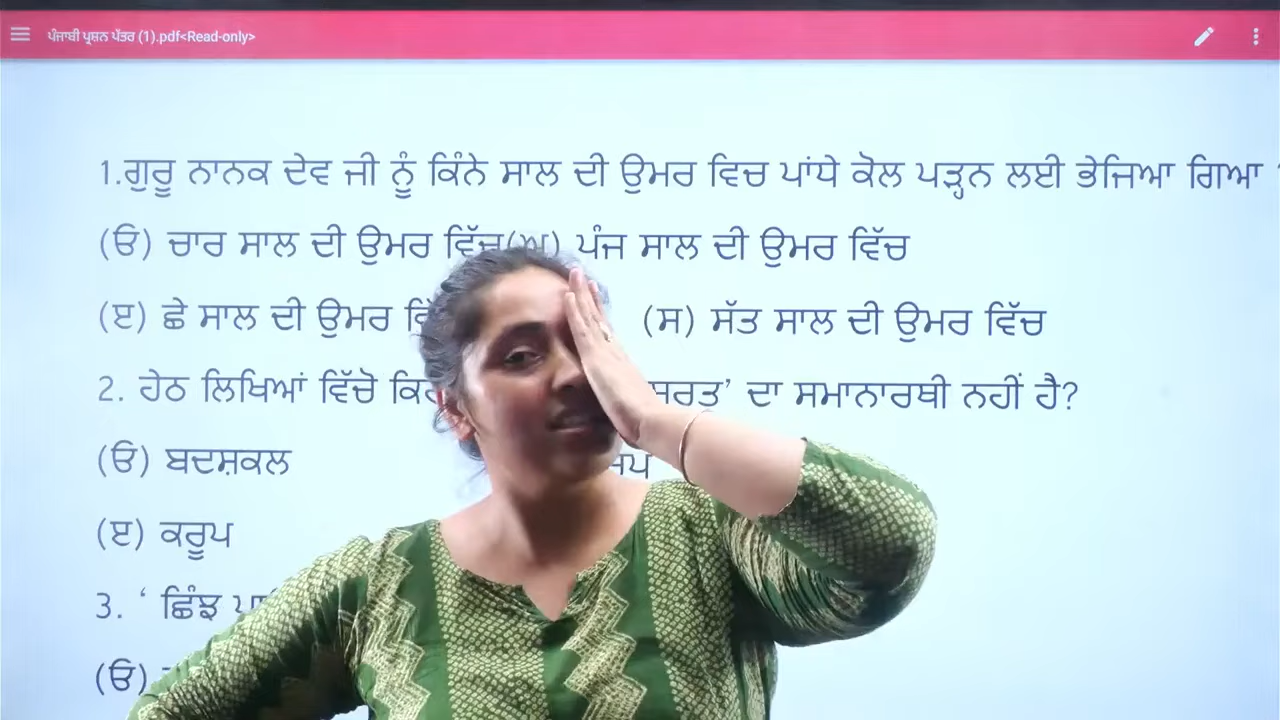 ਪੰਜਾਬੀ ਪ੍ਰਸ਼ਨ ਪੱਤਰ (1).pdf<Read-only>
1.ਗੁਰੂ ਨਾਨਕ ਦੇਵ ਜੀ ਨੂੰ ਕਿੰਨੇ ਸਾਲ ਦੀ ਉਮਰ ਵਿਚ ਪਾਂਧੇ ਕੋਲ ਪੜ੍ਹਨ ਲਈ ਭੇਜਿਆ ਗਿਆ
(ੳ) ਚਾਰ ਸਾਲ ਦੀ ਉਮਰ ਵਿੱਚ(ਅ) ਪੰਜ ਸਾਲ ਦੀ ਉਮਰ ਵਿੱਚ
(ੲ) ਛੇ ਸਾਲ ਦੀ ਉਮਰ (ਸ) ਸੱਤ ਸਾਲ ਦੀ ਉਮਰ ਵਿੱਚ
2. ਹੇਠ ਲਿਖਿਆਂ ਵਿੱਚੋ ਦਾ ਸਮਾਨਾਰਥੀ ਨਹੀਂ ਹੈ?
(ੳ) ਬਦਸ਼ਕਲ
(ੲ) ਕਰੂਪ
3. ‘ ਛਿੰਝ
(ੳ)